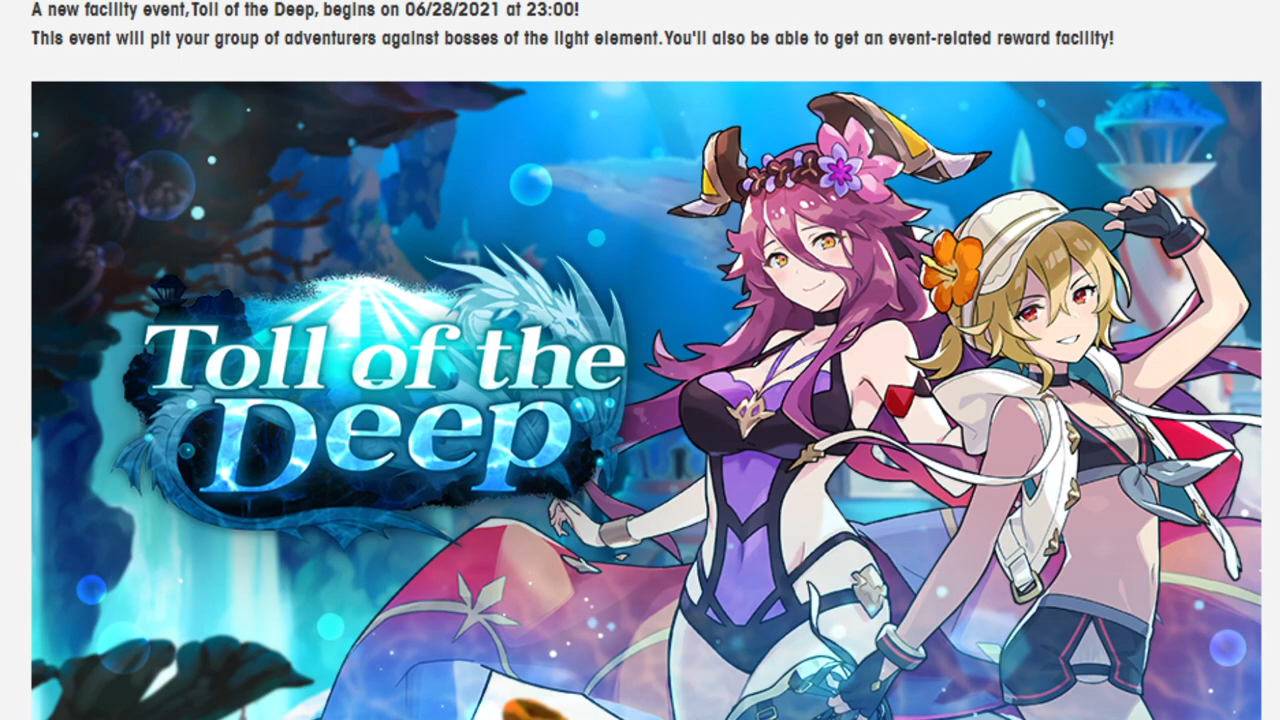 A new facility event, Toll of the Deep, begins on 06/28/2021 at 23:00!
This event will pit your group of adventurers against bosses of the light element. You'll also be able to get an event-related reward facility!
Toll of the
Deep